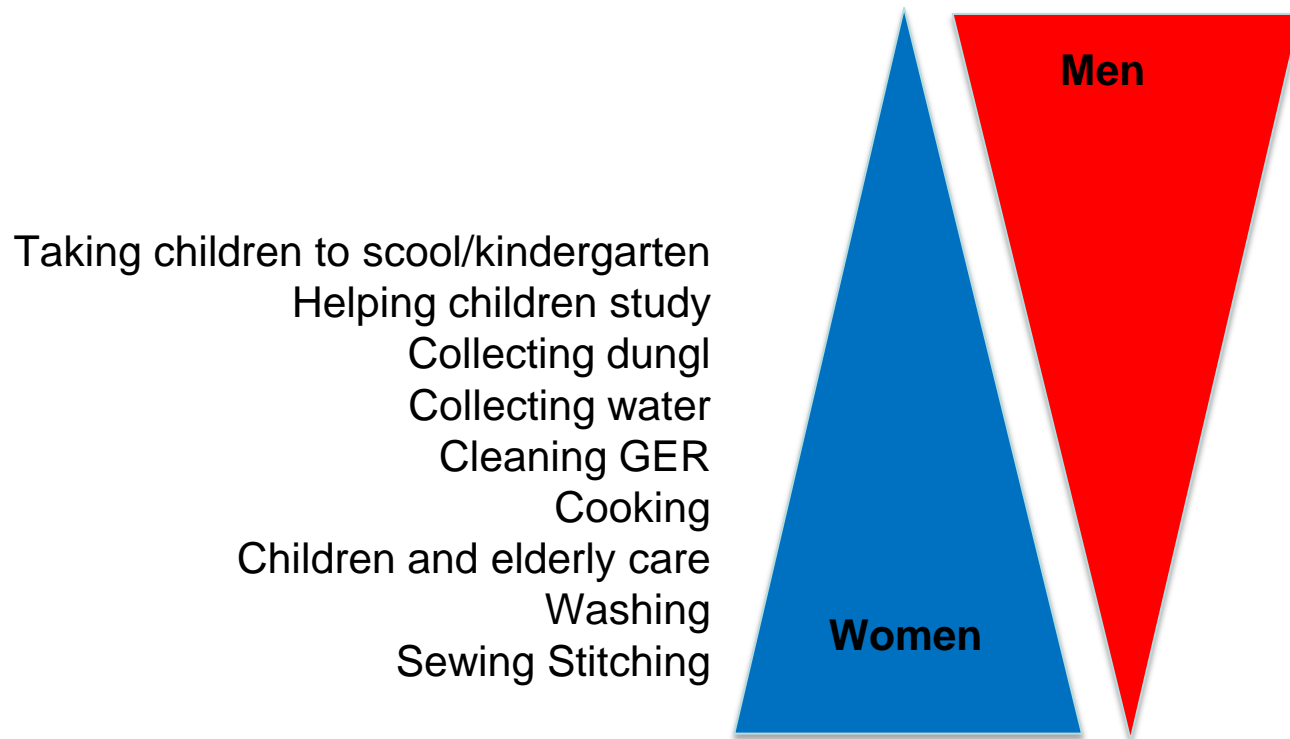 Men
Taking children to scool/kindergarten
Helping children study
Collecting dungl
Collecting water
Cleaning GER
Cooking
Children and elderly care
Washing
Women
Sewing Stitching